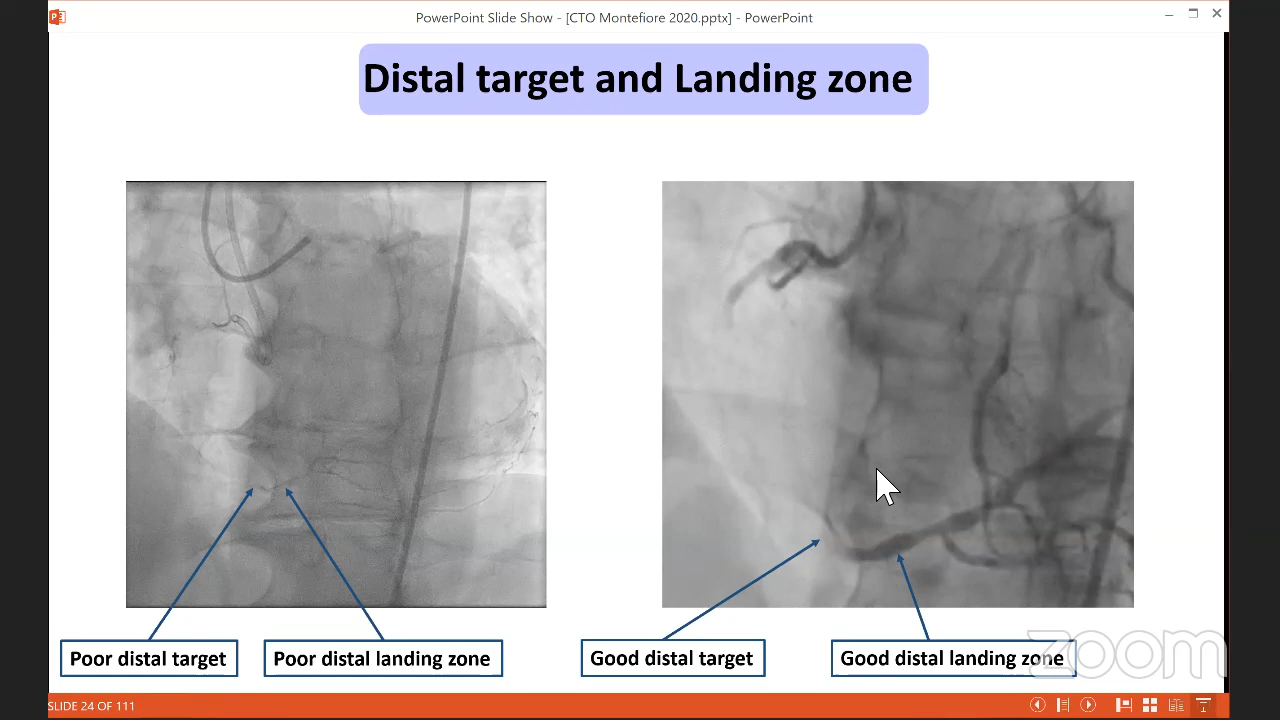 PowerPoint Slide Show - [CTO Montefiore 2020.pptx] - PowerPoint
Distal target and Landing zone
Poor distal target
Poor distal landing zone
Good distal target
Good distal landing zone
zoom
SLIDE 24 OF 111